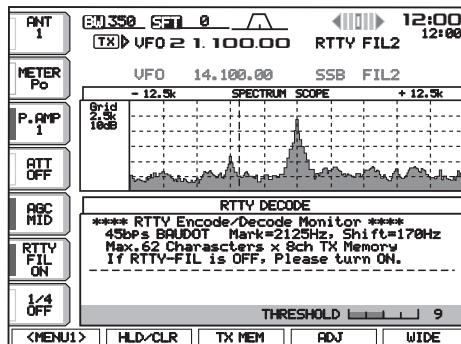 ANT 1
BW 350 SFT 0 12:00
12:00
TX VFO 21.100.00 RTTY FIL2
METER Po
VFO 14.100.00 SSB FIL2
- 12.5k SPECTRUM SCOPE + 12.5k
Grid
2.5k
10dB
P.AMP 1
ATT OFF
AGC MID
RTTY DECODE
**** RTTY Encode/Decode Monitor ****
45bps BAUDOT Mark=2125Hz, Shift=170Hz
Max.62 Charascters x 8ch TX Memory
If RTTY-FIL is OFF, Please turn ON.
RTTY FIL ON
1/4 OFF
THRESHOLD 9
<MENU1> HLD/CLR TX MEM ADJ WIDE